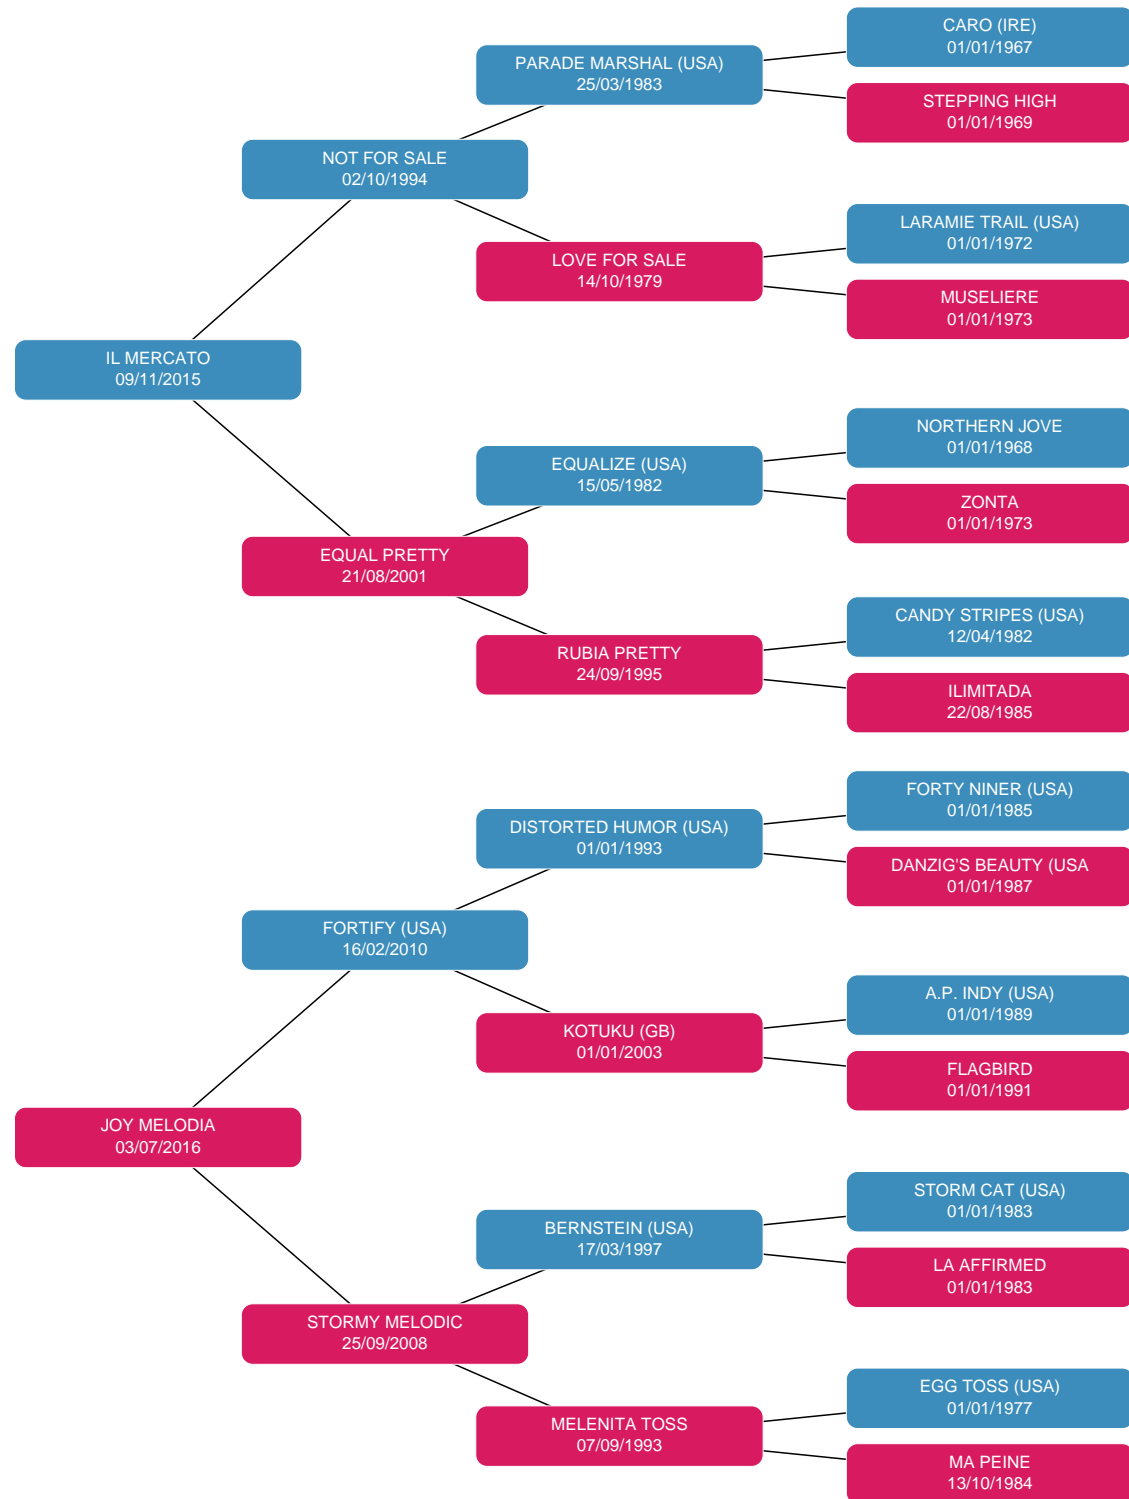 CARO (IRE)
01/01/1967
PARADE MARSHAL (USA)
25/03/1983
STEPPING HIGH
01/01/1969
NOT FOR SALE
02/10/1994
LARAMIE TRAIL (USA)
01/01/1972
LOVE FOR SALE
14/10/1979
MUSELIERE
01/01/1973
IL MERCATO
09/11/2015
NORTHERN JOVE
01/01/1968
EQUALIZE (USA)
15/05/1982
ZONTA
01/01/1973
EQUAL PRETTY
21/08/2001
CANDY STRIPES (USA)
12/04/1982
RUBIA PRETTY
24/09/1995
ILIMITADA
22/08/1985
FORTY NINER (USA)
01/01/1985
DISTORTED HUMOR (USA)
01/01/1993
DANZIG'S BEAUTY (USA
01/01/1987
FORTIFY (USA)
16/02/2010
A.P. INDY (USA)
01/01/1989
KOTUKU (GB)
01/01/2003
FLAGBIRD
01/01/1991
JOY MELODIA
03/07/2016
STORM CAT (USA)
01/01/1983
BERNSTEIN (USA)
17/03/1997
LA AFFIRMED
01/01/1983
STORMY MELODIC
25/09/2008
EGG TOSS (USA)
01/01/1977
MELENITA TOSS
07/09/1993
MA PEINE
13/10/1984